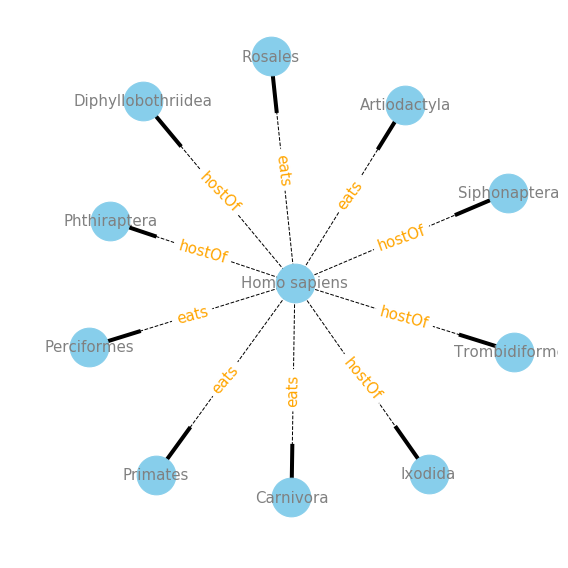 Rosales
Diphyllobothriidea
Artiodactyla
eats
hostOf
eats
Siphonaptera
Phthiraptera
hostOf
hostOf
Homo sapiens
eats
hostOf
Perciformes
Trombidiform
eats
eats
hostOf
Primates
Ixodida
Carnivora